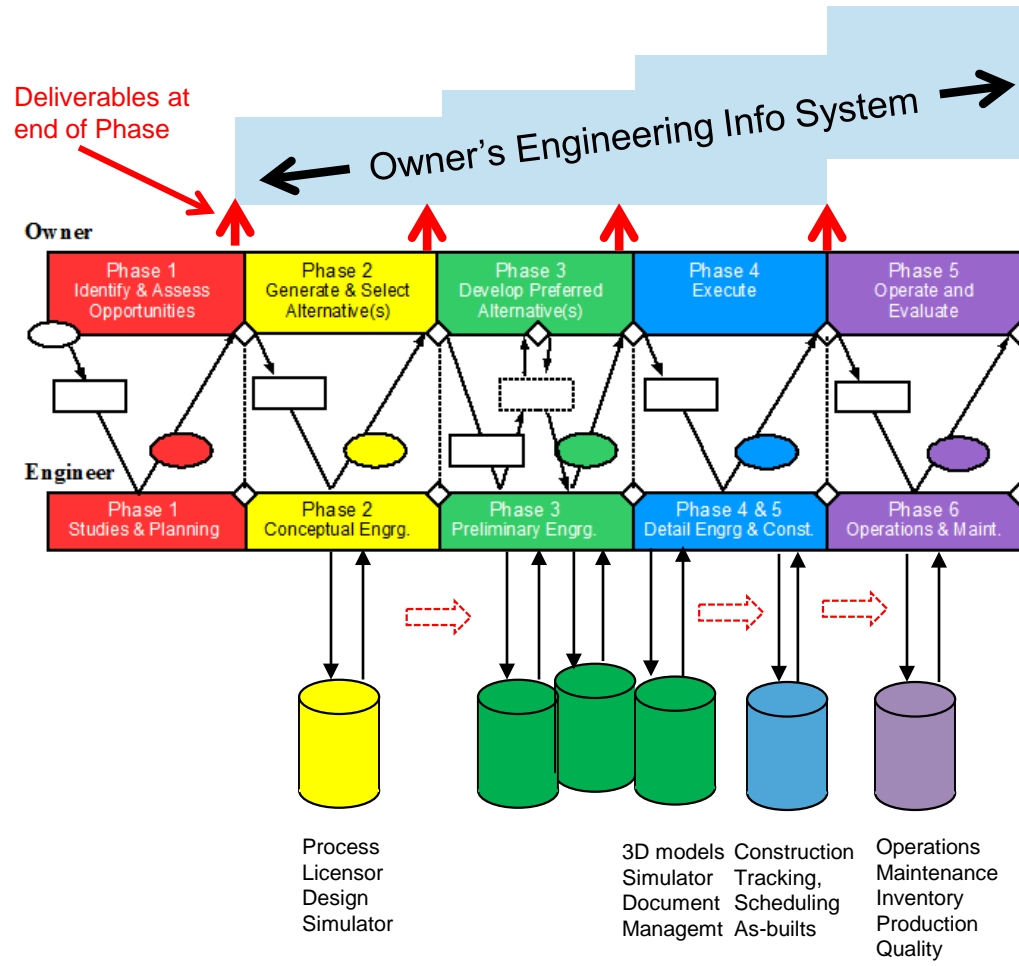 Deliverables at
end of Phase
Owner's Engineering Info System
Owner
Phase 1
Identify & Assess
Opportunities
Phase 2
Generate & Select
Alternative(s)
Phase 3
Develop Preferred
Alternative(s)
Phase 4
Execute
Phase 5
Operate and
Evaluate
Engineer
Phase 1
Studies & Planning
Phase 2
Conceptual Engrg.
Phase 3
Preliminary Engrg.
Phase 4 & 5
Detail Engrg & Const.
Phase 6
Operations & Maint.
Process
Licensor
Design
Simulator
3D models
Simulator
Document
Managemt
Construction
Tracking,
Scheduling
As-builts
Operations
Maintenance
Inventory
Production
Quality